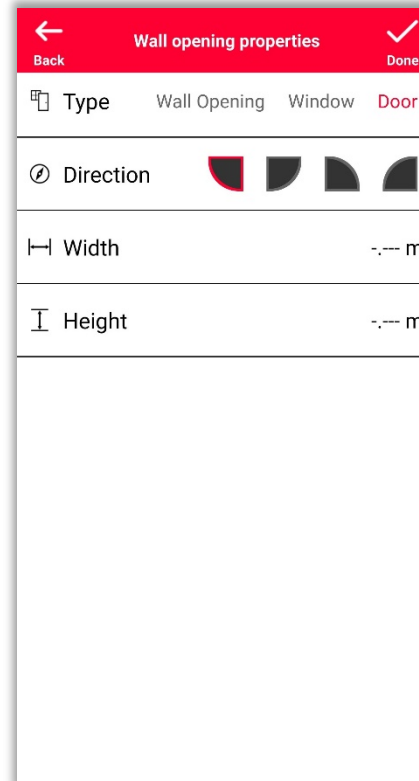 Wall opening properties
Back
Done
Type Wall Opening Window Door
Direction
Width -.--- m
Height -.--- m